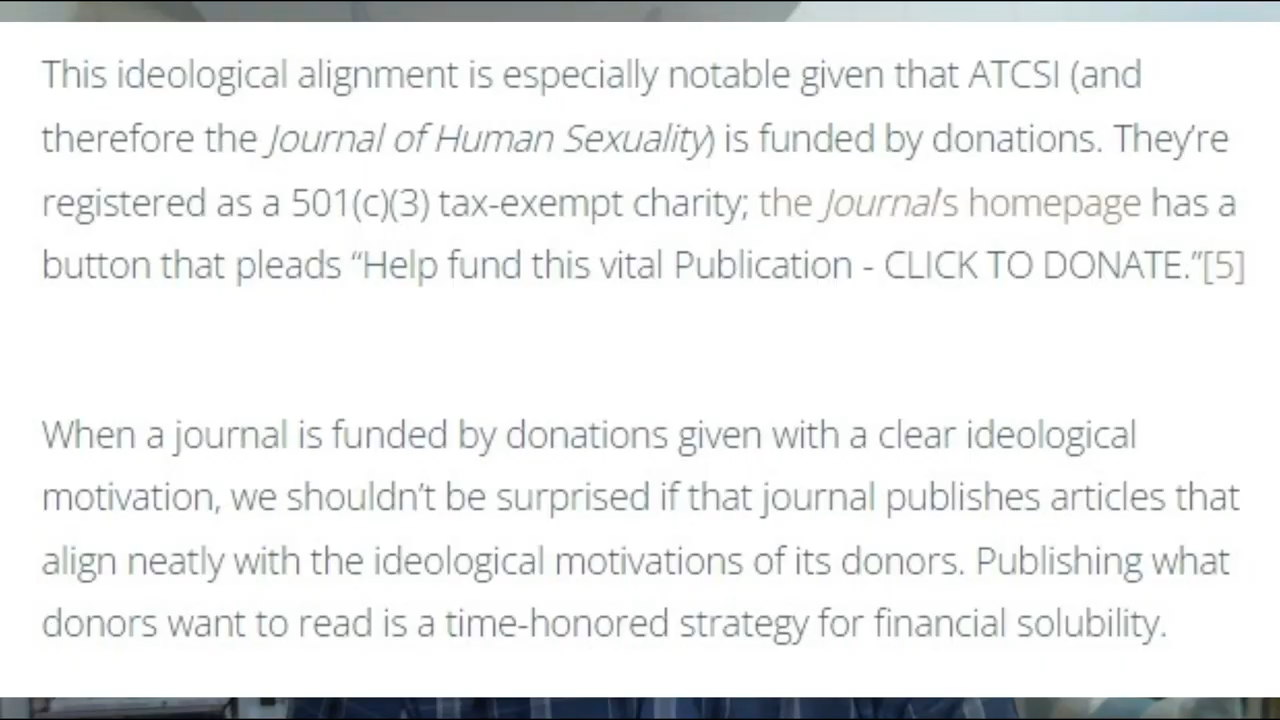 This ideological alignment is especially notable given that ATCSI (and
therefore the Journal of Human Sexuality) is funded by donations. They're
registered as a 501(c)(3) tax-exempt charity; the Journal's homepage has a
button that pleads “Help fund this vital Publication - CLICK TO DONATE.”[5]
When a journal is funded by donations given with a clear ideological
motivation, we shouldn't be surprised if that journal publishes articles that
align neatly with the ideological motivations of its donors. Publishing what
donors want to read is a time-honored strategy for financial solubility.